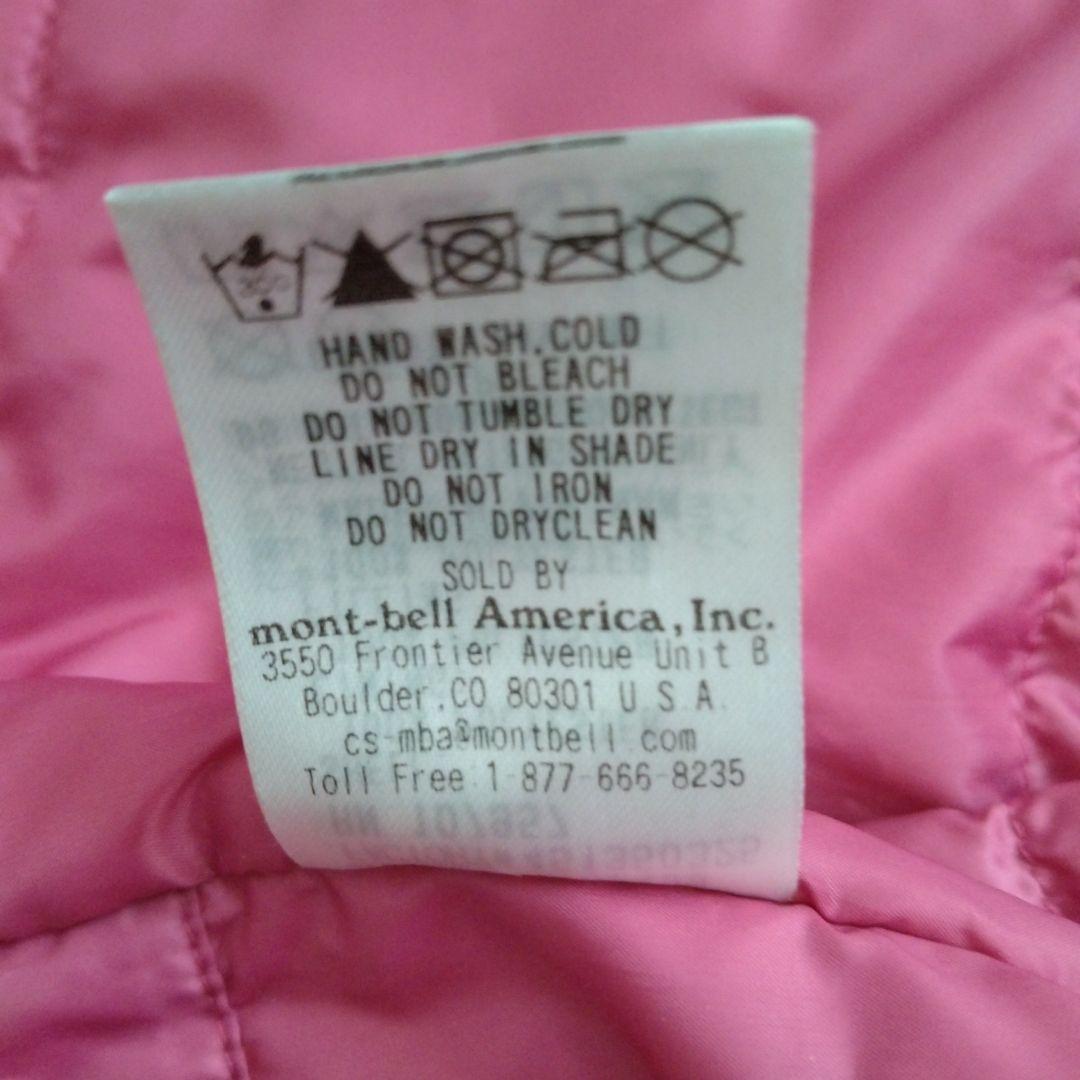 HAND WASH.COLD
DO NOT BLEACH
DO NOT TUMBLE DRY
LINE DRY IN SHADE
DO NOT IRON
DO NOT DRYCLEAN
SOLD BY
mont-bell America,Inc.
3550 Frontier Avenue Unit B
Boulder.CO 80301 U S A
cs-mba@montbell.com
Toll Free:1-877-666-8235